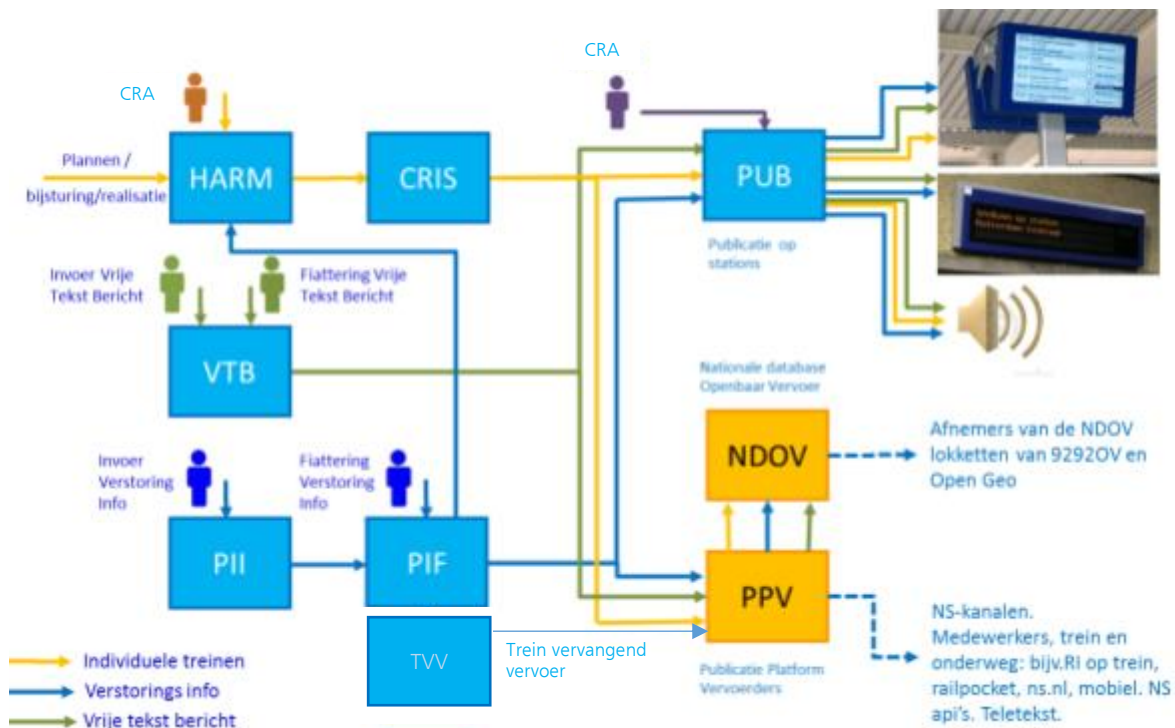 CRA
CRA
Plannen /
bijsturing/realisatie
HARM
CRIS
PUB
Publicatie op
stations
Invoer Vrije
Tekst Bericht
Fiattering Vrije
Tekst Bericht
VTB
Nationale database
Openbaar Vervoer
NDOV
Afnemers van de NDOV
lokketten van 9292OV en
Open Geo
Invoer
Verstoring
Info
Fiattering
Verstoring
Info
PII
PIF
PPV
TVV
Trein vervangend
vervoer
Publicatie Platform
Vervoerders
NS-kanalen.
Medewerkers, trein en
onderweg: bijv.RI op trein,
railpocket, ns.nl, mobiel. NS
api's. Teletekst.
Individuele treinen
Verstorings info
Vrije tekst bericht